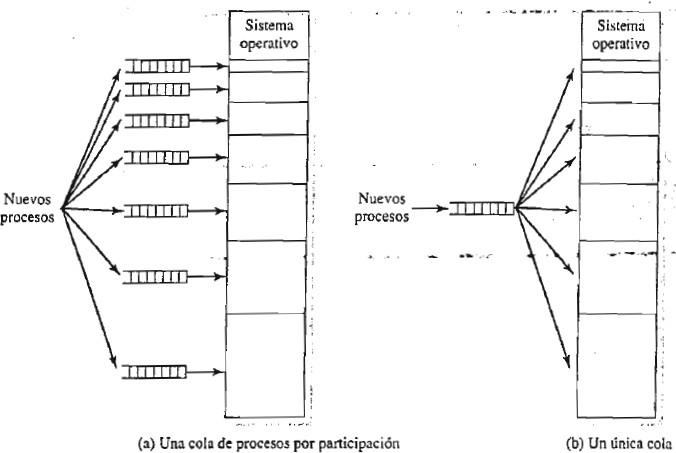 Sistema
operativo
Nuevos
procesos
(a) Una cola de procesos por participación
Sistema
operativo
Nuevos
procesos
(b) Un única cola